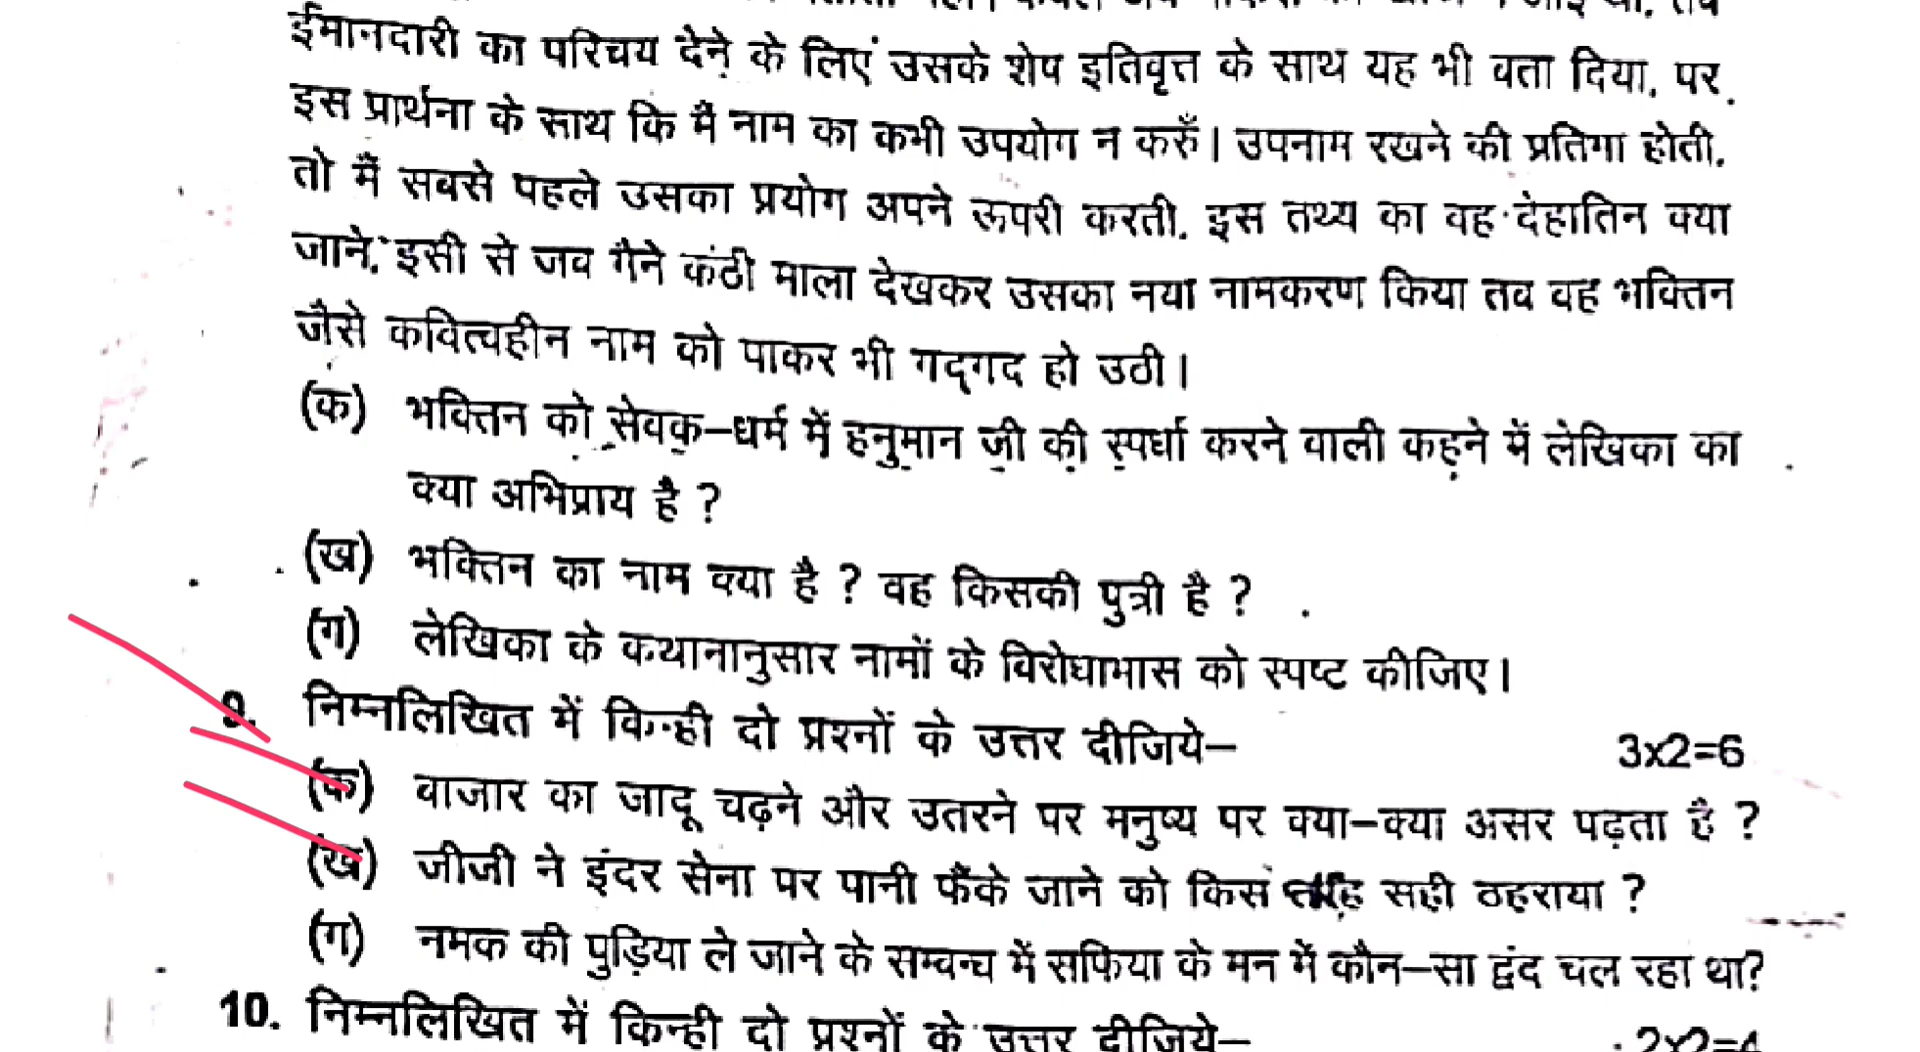 ईमानदारी का परिचय देने के लिए उसके शेष इतिवृत्त के साथ यह भी बता दिया, पर
इस प्रार्थना के साथ कि मैं नाम का कभी उपयोग न करुँ। उपनाम रखने की प्रतिभा होती,
तो मैं सबसे पहले उसका प्रयोग अपने ऊपरी करती, इस तथ्य का वह देहातिन क्या
जाने, इसी से जब मैंने कंठी माला देखकर उसका नया नामकरण किया तब वह भक्तिन
जैसे कवित्वहीन नाम को पाकर भी गद्गद हो उठी।
(क) भक्तिन को सेवक–धर्म में हनुमान जी की स्पर्धा करने वाली कहने में लेखिका का
क्या अभिप्राय है ?
(ख) भक्तिन का नाम क्या है ? वह किसकी पुत्री है ?
(ग) लेखिका के कथानानुसार नामों के विरोधाभास को स्पष्ट कीजिए।
9. निम्नलिखित में किन्ही दो प्रश्नों के उत्तर दीजिये– 3x2=6
(क) बाजार का जादू चढ़ने और उतरने पर मनुष्य पर क्या–क्या असर पढ़ता है ?
(ख) जीजी ने इंदर सेना पर पानी फैंके जाने को किस तरह सही ठहराया ?
(ग) नमक की पुड़िया ले जाने के सम्बन्ध में सफिया के मन में कौन–सा द्वंद चल रहा था?
10. निम्नलिखित में किन्ही दो प्रश्नों के उत्तर दीजिये– 2x2=4